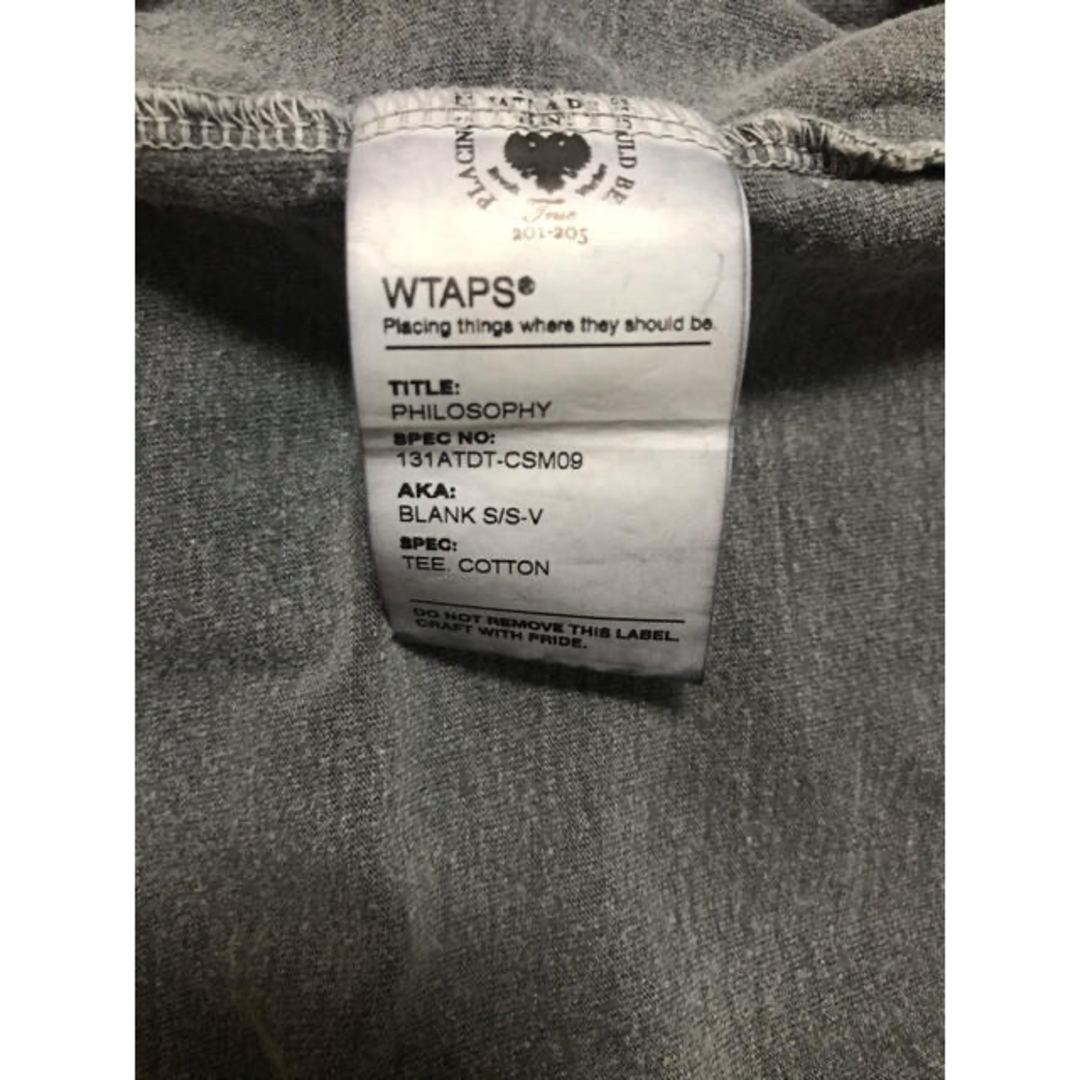 PLACING
True
201-205
WTAPS®
Placing things where they should be.
TITLE:
PHILOSOPHY
SPEC NO:
131ATDT-CSM09
AKA:
BLANK S/S-V
SPEC:
TEE. COTTON
DO NOT REMOVE THIS LABEL.
CRAFT WITH PRIDE.